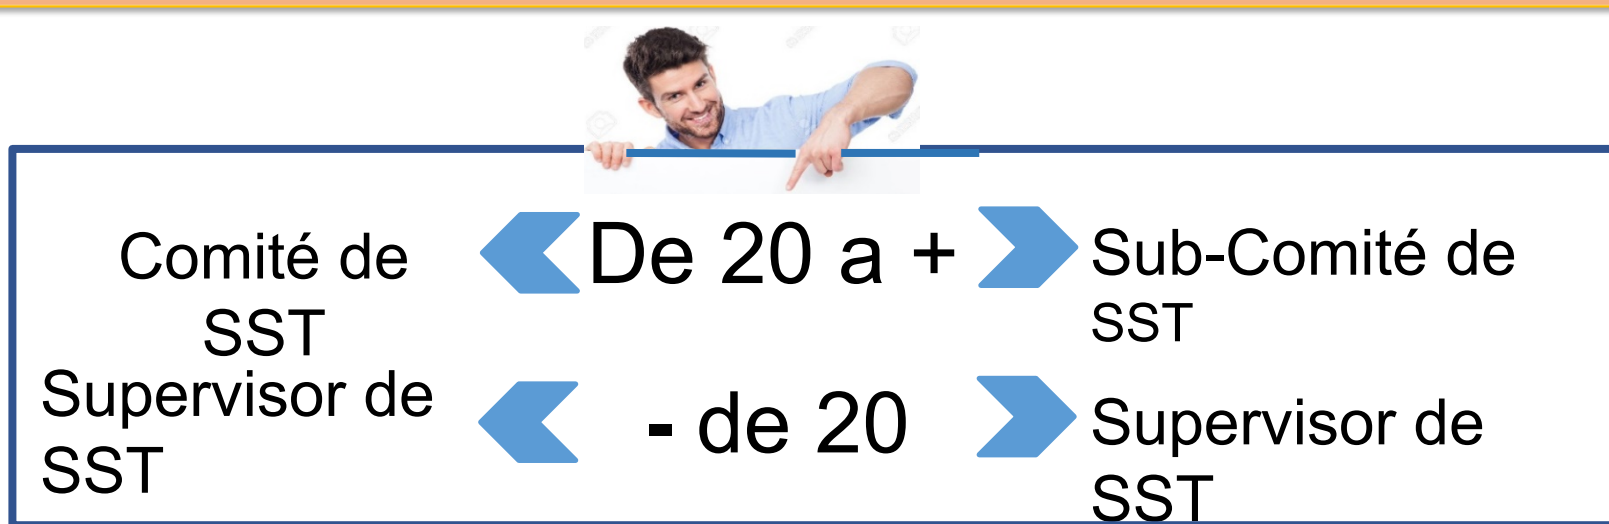 Comité de
SST
De 20 a +
Sub-Comité de
SST
Supervisor de
SST
- de 20
Supervisor de
SST